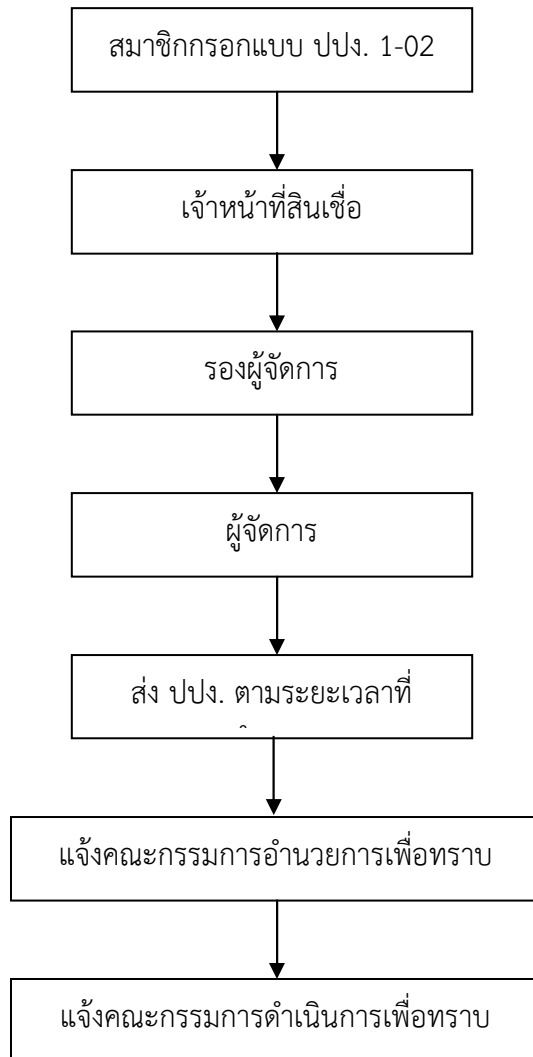 สมาชิกกรอกแบบ ปปง. 1-02
เจ้าหน้าที่สินเชื่อ
รองผู้จัดการ
ผู้จัดการ
ส่ง ปปง. ตามระยะเวลาที่
แจ้งคณะกรรมการอำนวยการเพื่อทราบ
แจ้งคณะกรรมการดำเนินการเพื่อทราบ